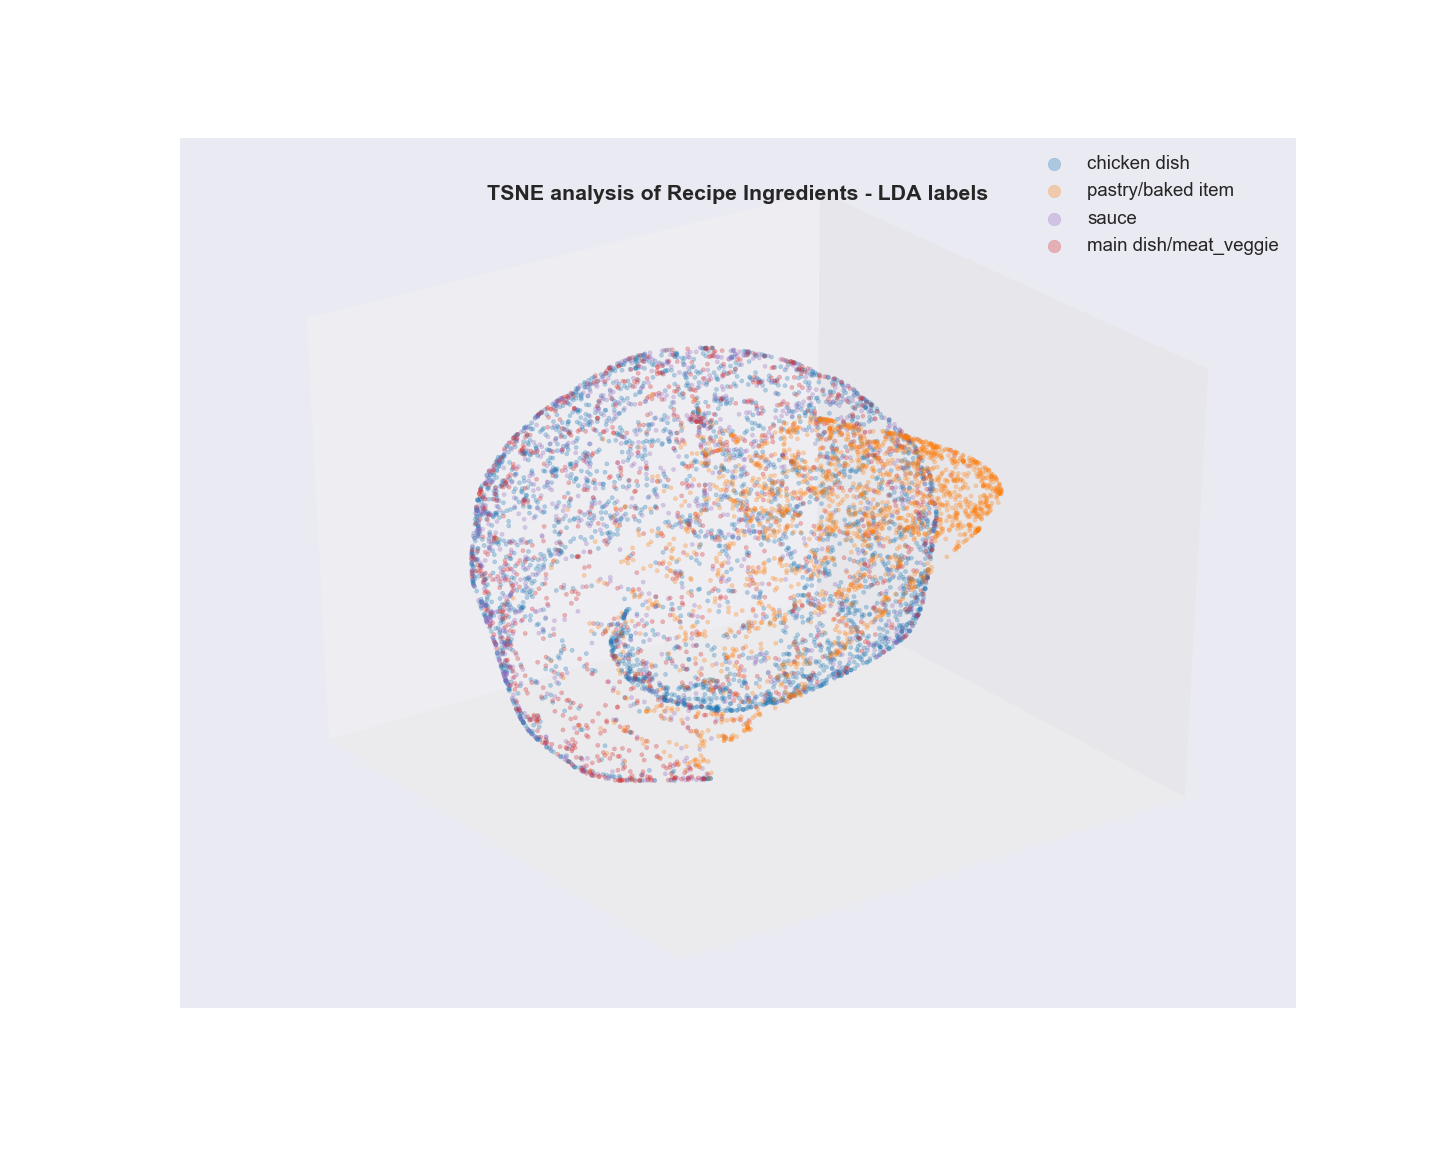 TSNE analysis of Recipe Ingredients - LDA labels
chicken dish
pastry/baked item
sauce
main dish/meat_veggie